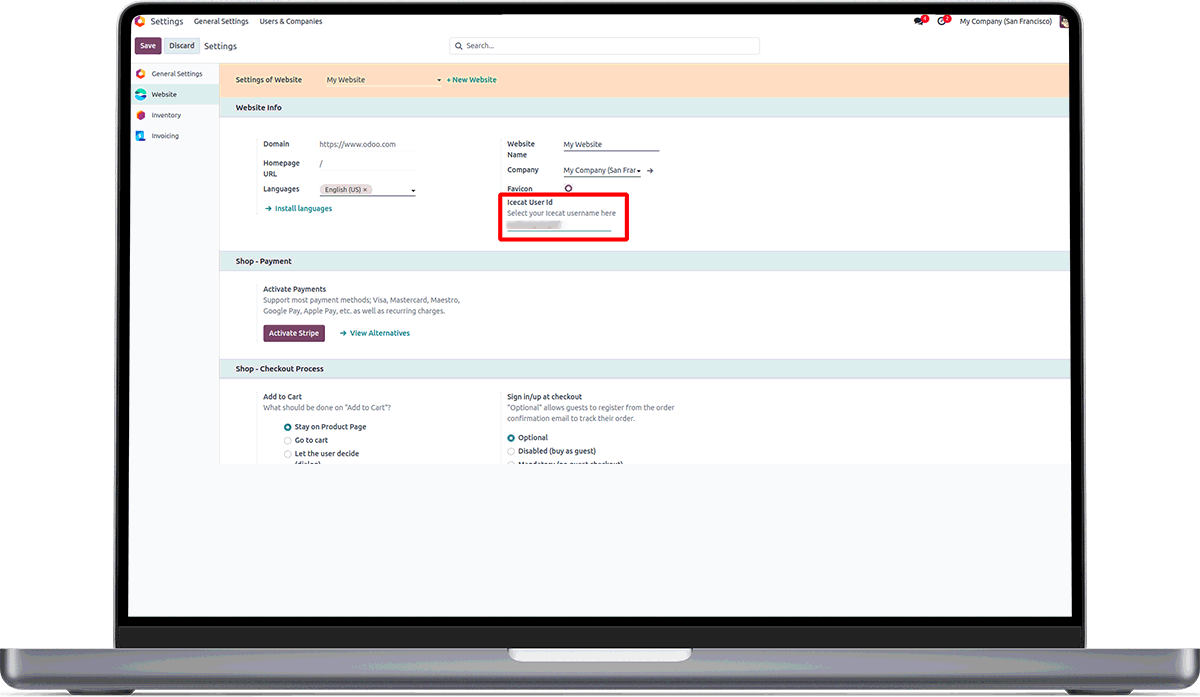 Settings General Settings Users & Companies 4 2 My Company (San Francisco)
Save Discard Settings Search...
General Settings
Website
Inventory
Invoicing
Settings of Website My Website + New Website
Website Info
Domain https://www.odoo.com
Homepage URL /
Languages English (US) ×
→ Install languages
Website Name My Website
Company My Company (San Fran
Favicon
Icecat User Id
Select your Icecat username here
Shop - Payment
Activate Payments
Support most payment methods; Visa, Mastercard, Maestro,
Google Pay, Apple Pay, etc. as well as recurring charges.
Activate Stripe → View Alternatives
Shop - Checkout Process
Add to Cart
What should be done on "Add to Cart"?
Stay on Product Page
Go to cart
Let the user decide
(dialog)
Sign in/up at checkout
"Optional" allows guests to register from the order
confirmation email to track their order.
Optional
Disabled (buy as guest)
Mandatory (no guest checkout)